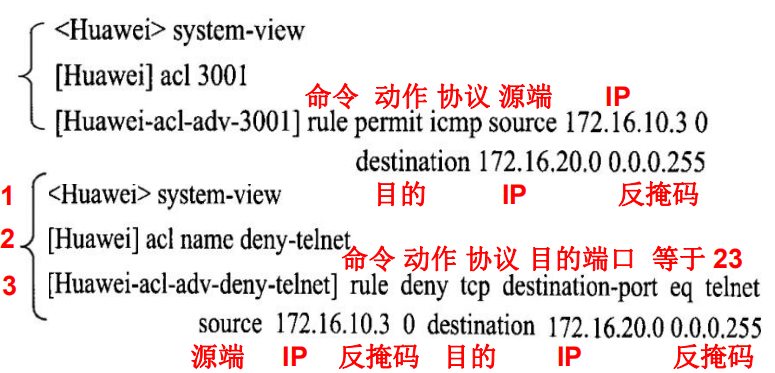 <Huawei> system-view
[Huawei] acl 3001
命令 动作 协议 源端 IP
[Huawei-acl-adv-3001] rule permit icmp source 172.16.10.3 0
destination 172.16.20.0 0.0.0.255
目的 IP 反掩码
1 <Huawei> system-view
2 [Huawei] acl name deny-telnet
命令 动作 协议 目的端口 等于 23
3 [Huawei-acl-adv-deny-telnet] rule deny tcp destination-port eq telnet
source 172.16.10.3 0 destination 172.16.20.0 0.0.0.255
源端 IP 反掩码 目的 IP 反掩码